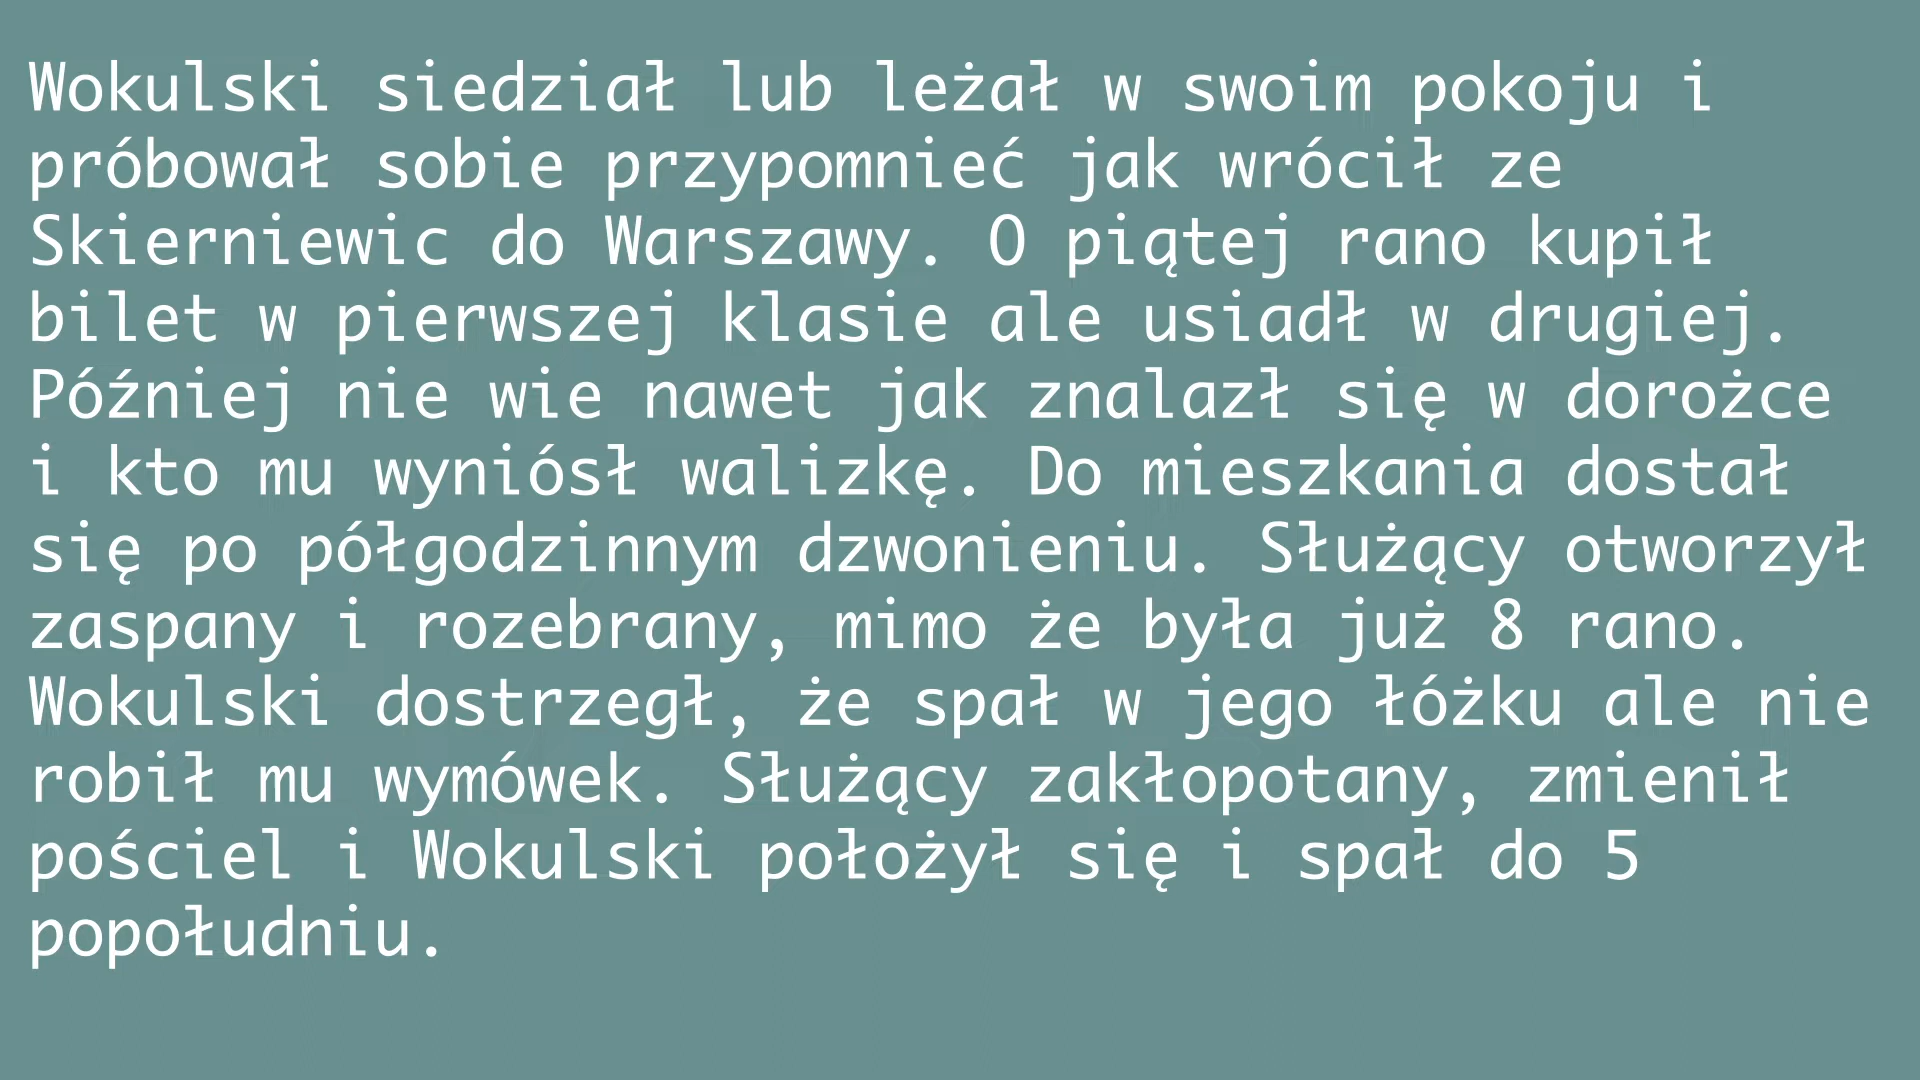 Wokulski siedział lub leżał w swoim pokoju i
próbował sobie przypomnieć jak wrócił ze
Skierniewic do Warszawy. O piątej rano kupił
bilet w pierwszej klasie ale usiadł w drugiej.
Później nie wie nawet jak znalazł się w dorożce
i kto mu wyniósł walizkę. Do mieszkania dostał
się po półgodzinnym dzwonieniu. Służący otworzył
zaspany i rozebrany, mimo że była już 8 rano.
Wokulski dostrzegł, że spał w jego łóżku ale nie
robił mu wymówek. Służący zakłopotany, zmienił
pościel i Wokulski położył się i spał do 5
popołudniu.